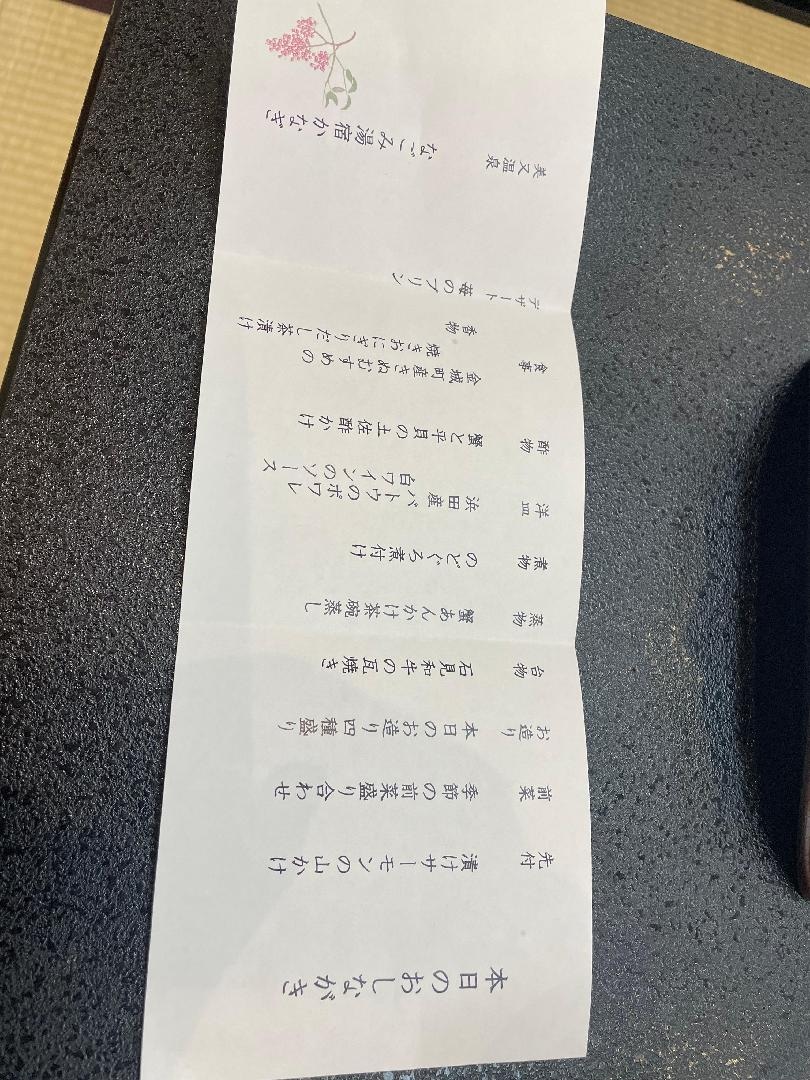 本日のおしながき
先付　漬けサーモンの山かけ
前菜　季節の前菜盛り合わせ
お造り　本日のお造り四種盛り
台物　石見和牛の瓦焼き
蒸物　蟹あんかけ茶碗蒸し
煮物　のどぐろ煮付け
洋皿　浜田産　バトウのポワレ
白ワインのソース
酢物　蟹と平貝の土佐酢かけ
食事　金城町産きぬむすめの
焼きおにぎりだし茶漬け
香物
デザート　苺のプリン
美又温泉
なごみ湯宿かなぎ